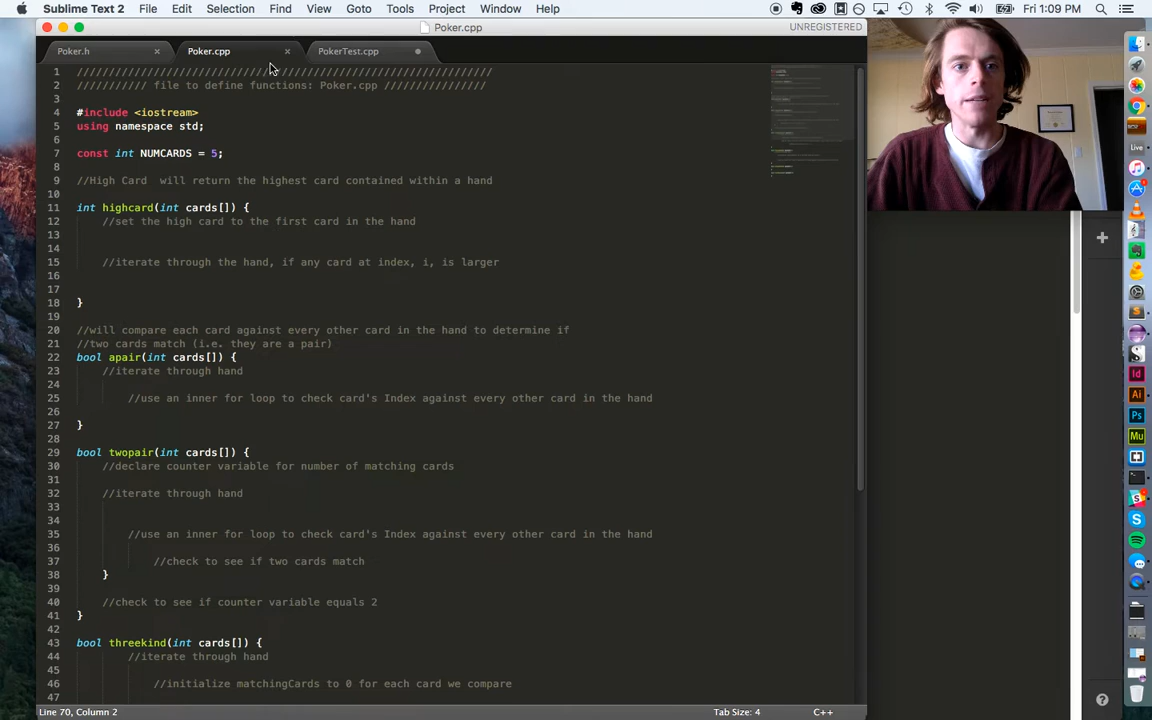 Sublime Text 2 File Edit Selection Find View Goto Tools Project Window Help Fri 1:09 PM
Poker.cpp UNREGISTERED
Poker.h × Poker.cpp × PokerTest.cpp
1 ////////////////////////////////////////////////////////////////
2 /////////// file to define functions: Poker.cpp ////////////////
3
4 #include <iostream>
5 using namespace std;
6
7 const int NUMCARDS = 5;
8
9 //High Card  will return the highest card contained within a hand
10
11 int highcard(int cards[]) {
12 //set the high card to the first card in the hand
13
14
15 //iterate through the hand, if any card at index, i, is larger
16
17
18 }
19
20 //will compare each card against every other card in the hand to determine if
21 //two cards match (i.e. they are a pair)
22 bool apair(int cards[]) {
23 //iterate through hand
24
25 //use an inner for loop to check card's Index against every other card in the hand
26
27 }
28
29 bool twopair(int cards[]) {
30 //declare counter variable for number of matching cards
31
32 //iterate through hand
33
34
35 //use an inner for loop to check card's Index against every other card in the hand
36
37 //check to see if two cards match
38 }
39
40 //check to see if counter variable equals 2
41 }
42
43 bool threekind(int cards[]) {
44 //iterate through hand
45
46 //initialize matchingCards to 0 for each card we compare
47
Line 70, Column 2 Tab Size: 4 C++
Live
Id
Ai
Ps
Mu